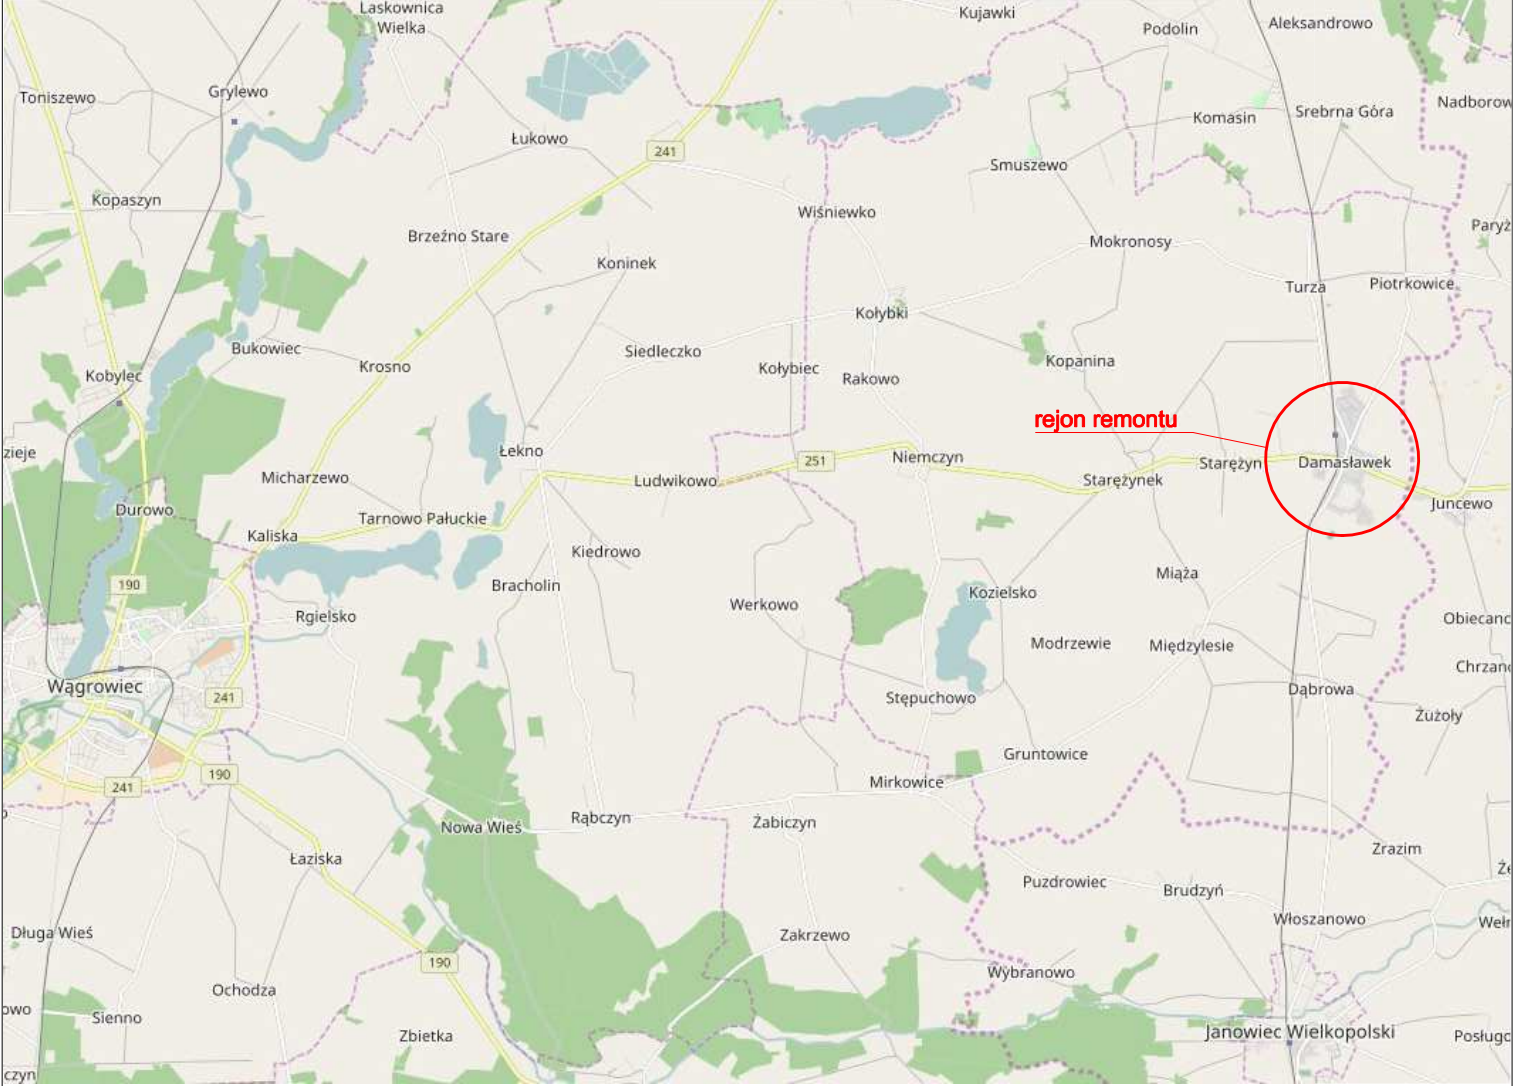 Laskownica
Wielka
Kujawki
Podolin
Aleksandrowo
Toniszewo
Grylewo
Nadborow
Srebrna Góra
Komasin
Łukowo
241
Smuszewo
Kopaszyn
Wiśniewko
Paryż
Brzeźno Stare
Mokronosy
Koninek
Turza
Piotrkowice
Kołybki
Bukowiec
Siedleczko
Krosno
Kołybiec
Kopanina
Kobylec
Rakowo
rejon remontu
zieje
Łekno
Niemczyn
251
Starężyn
Damasławek
Micharzewo
Ludwikowo
Starężynek
Durowo
Juncewo
Tarnowo Pałuckie
Kaliska
Kiedrowo
Miąża
190
Bracholin
Kozielsko
Werkowo
Rgielsko
Obiecanc
Modrzewie
Międzylesie
Chrzano
Wągrowiec
Dąbrowa
241
Stępuchowo
Żużoły
Gruntowice
190
Mirkowice
241
Rąbczyn
Żabiczyn
Nowa Wieś
Łaziska
Zrazim
Puzdrowiec
Brudzyń
Włoszanowo
Wełn
Długa Wieś
Zakrzewo
190
Wybranowo
Ochodza
owo
Sienno
Zbietka
Janowiec Wielkopolski
Posługo
czyn